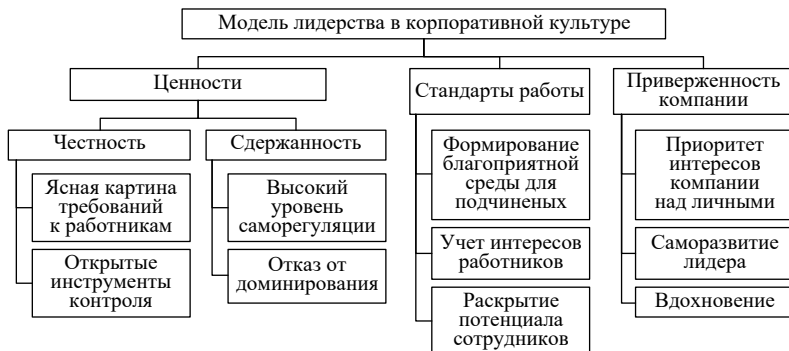 Модель лидерства в корпоративной культуре
Ценности
Стандарты работы
Приверженность
компании
Честность
Сдержанность
Ясная картина
требований
к работникам
Открытые
инструменты
контроля
Высокий
уровень
саморегуляции
Отказ от
доминирования
Формирование
благоприятной
среды для
подчиненых
Учет интересов
работников
Раскрытие
потенциала
сотрудников
Приоритет
интересов
компании
над личными
Саморазвитие
лидера
Вдохновение